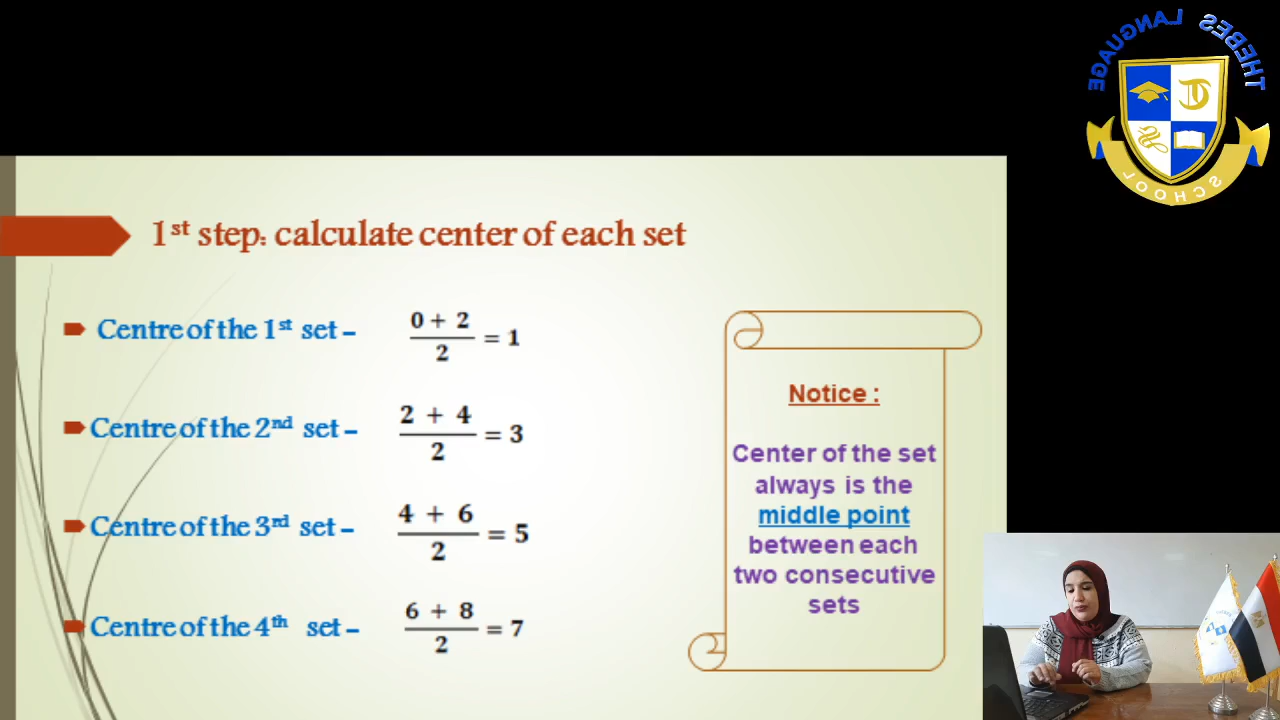 THEBES LANGUAGE
SCHOOL
1st step: calculate center of each set
Centre of the 1st set – 0 + 2 / 2 = 1
Centre of the 2nd set – 2 + 4 / 2 = 3
Centre of the 3rd set – 4 + 6 / 2 = 5
Centre of the 4th set – 6 + 8 / 2 = 7
Notice :
Center of the set
always is the
middle point
between each
two consecutive
sets